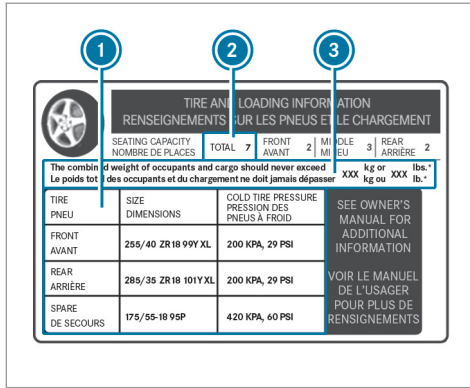 1 2 3
TIRE AND LOADING INFORMATION
RENSEIGNEMENTS SUR LES PNEUS ET LE CHARGEMENT
SEATING CAPACITY
NOMBRE DE PLACES
TOTAL 7
FRONT
AVANT 2
MIDDLE
MILIEU 3
REAR
ARRIÈRE 2
The combined weight of occupants and cargo should never exceed XXX kg or XXX lbs.*
Le poids total des occupants et du chargement ne doit jamais dépasser XXX kg ou XXX lb.*
TIRE
PNEU
SIZE
DIMENSIONS
COLD TIRE PRESSURE
PRESSION DES
PNEUS À FROID
FRONT
AVANT
255/40 ZR18 99Y XL
200 KPA, 29 PSI
REAR
ARRIÈRE
285/35 ZR18 101Y XL
200 KPA, 29 PSI
SPARE
DE SECOURS
175/55-18 95P
420 KPA, 60 PSI
SEE OWNER'S
MANUAL FOR
ADDITIONAL
INFORMATION
VOIR LE MANUEL
DE L'USAGER
POUR PLUS DE
RENSIGNEMENTS